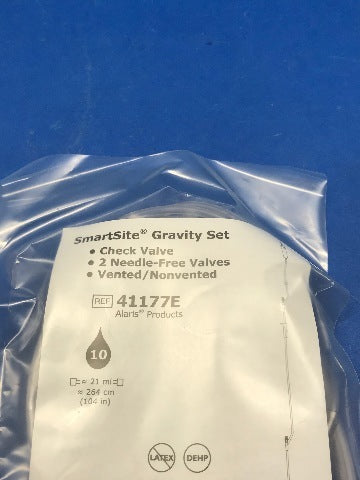 SmartSite® Gravity Set
• Check Valve
• 2 Needle-Free Valves
• Vented/Nonvented
REF 41177E
Alaris® Products
10
≈ 21 ml
≈ 264 cm
(104 in)
LATEX DEHP